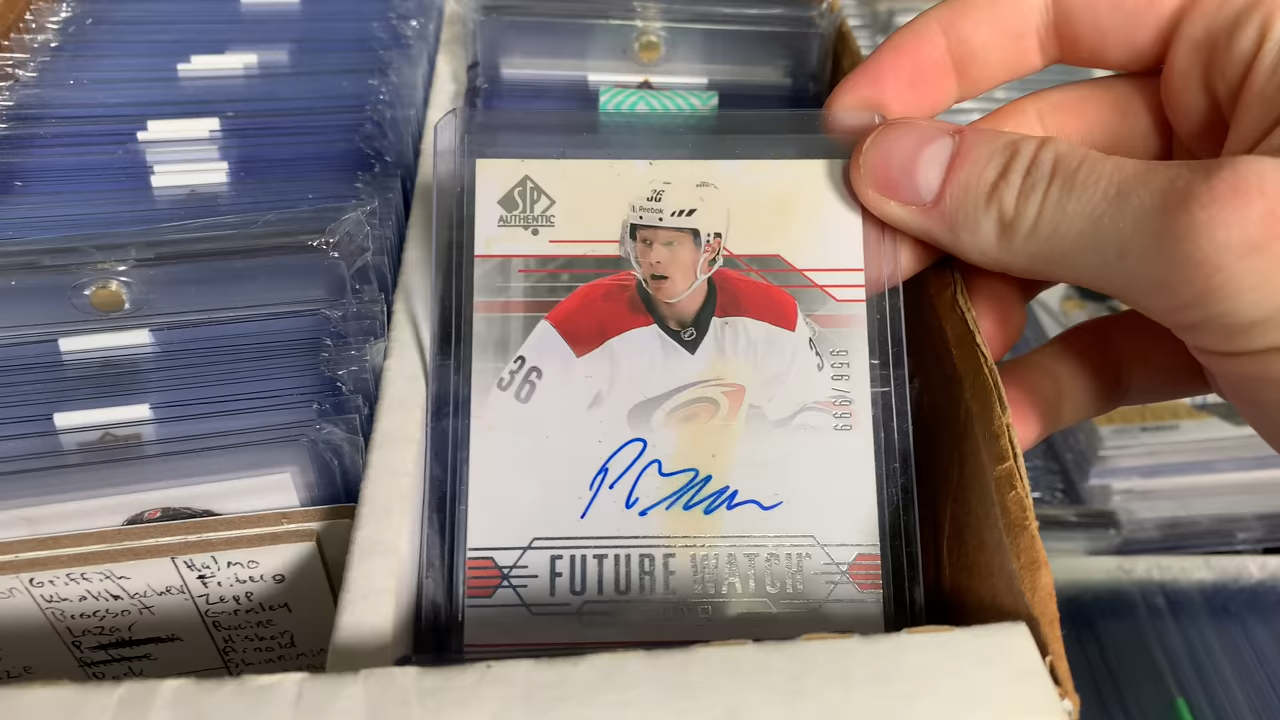 SP
AUTHENTIC
36
Reebok
36
36
956/999
FUTURE WATCH
Griffith
Brossoit
Lazar
Halmo
Friberg
Zepp
Gormley
Racine
Hishon
Arnold